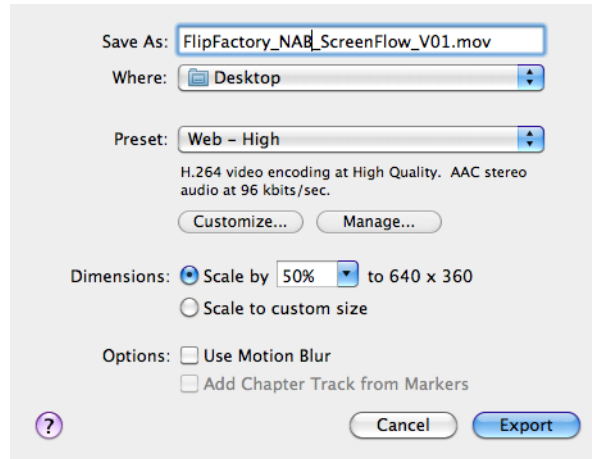 Save As: FlipFactory_NAB_ScreenFlow_V01.mov
Where: Desktop
Preset: Web – High
H.264 video encoding at High Quality. AAC stereo
audio at 96 kbits/sec.
Customize... Manage...
Dimensions: Scale by 50% to 640 x 360
Scale to custom size
Options: Use Motion Blur
Add Chapter Track from Markers
? Cancel Export